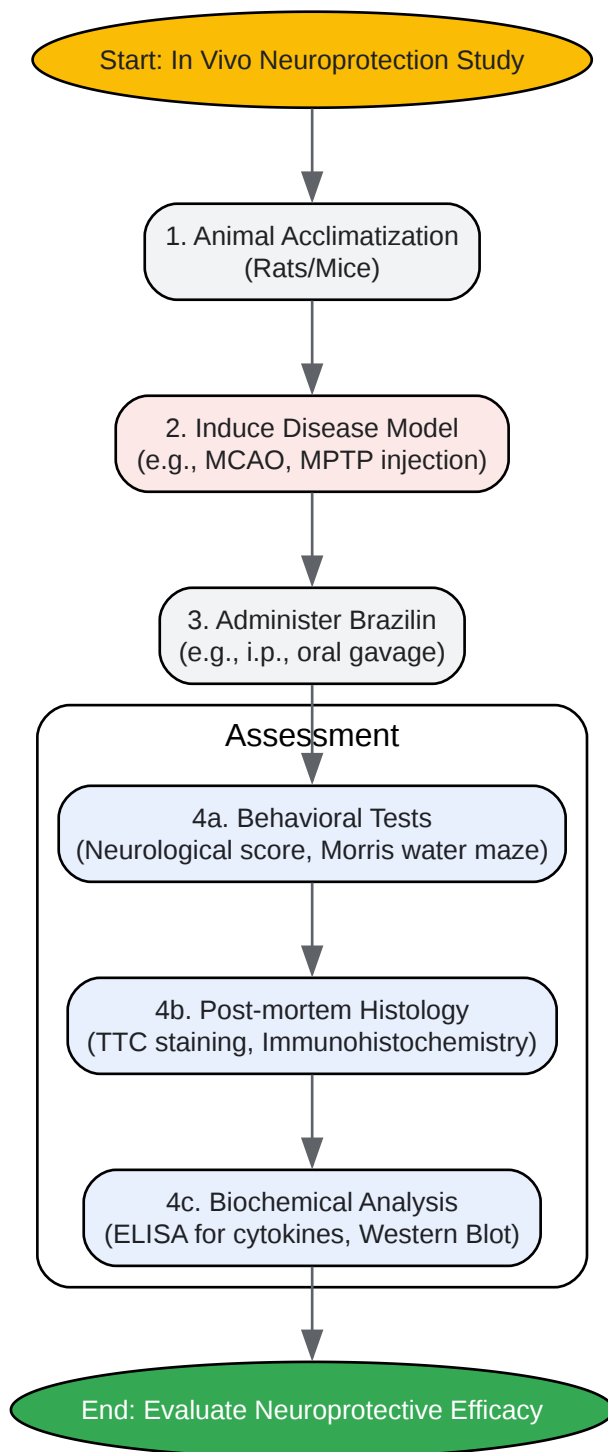 Start: In Vivo Neuroprotection Study
1. Animal Acclimatization
(Rats/Mice)
2. Induce Disease Model
(e.g., MCAO, MPTP injection)
3. Administer Brazilin
(e.g., i.p., oral gavage)
Assessment
4a. Behavioral Tests
(Neurological score, Morris water maze)
4b. Post-mortem Histology
(TTC staining, Immunohistochemistry)
4c. Biochemical Analysis
(ELISA for cytokines, Western Blot)
End: Evaluate Neuroprotective Efficacy